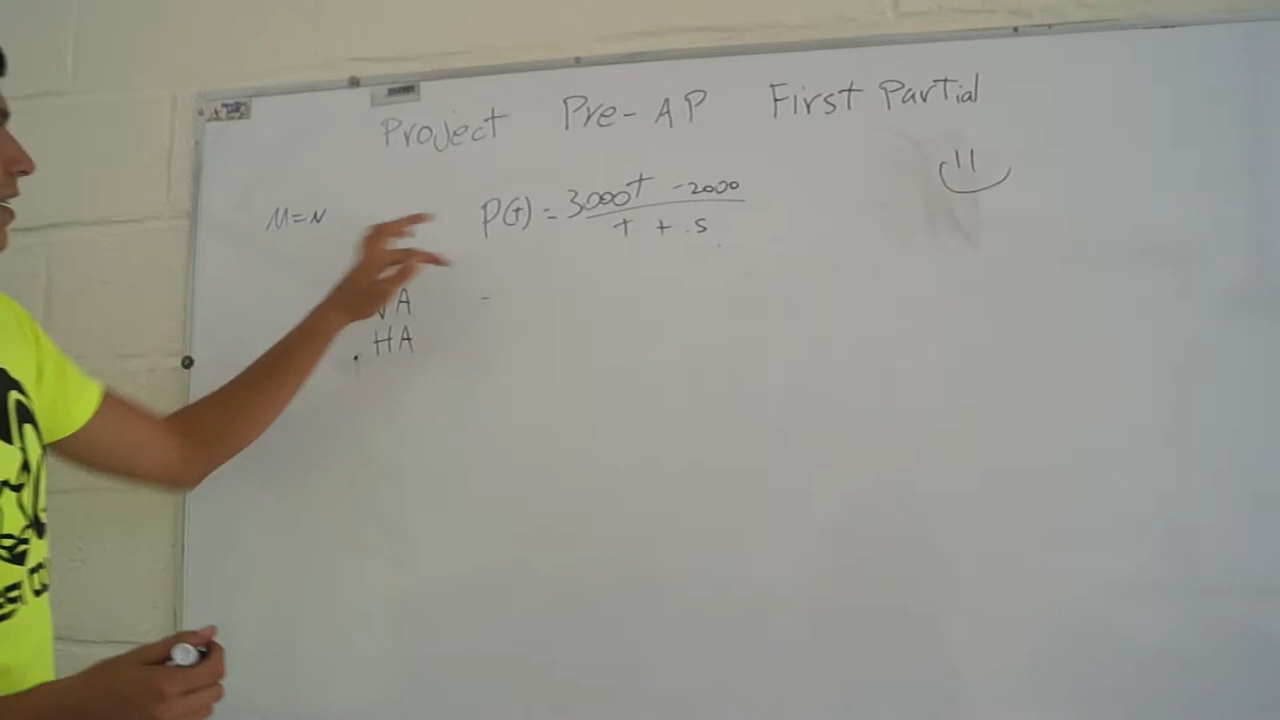 Project Pre-AP First Partial
M=N
P(t) = 3000t - 2000
t + .5
VA =
HA